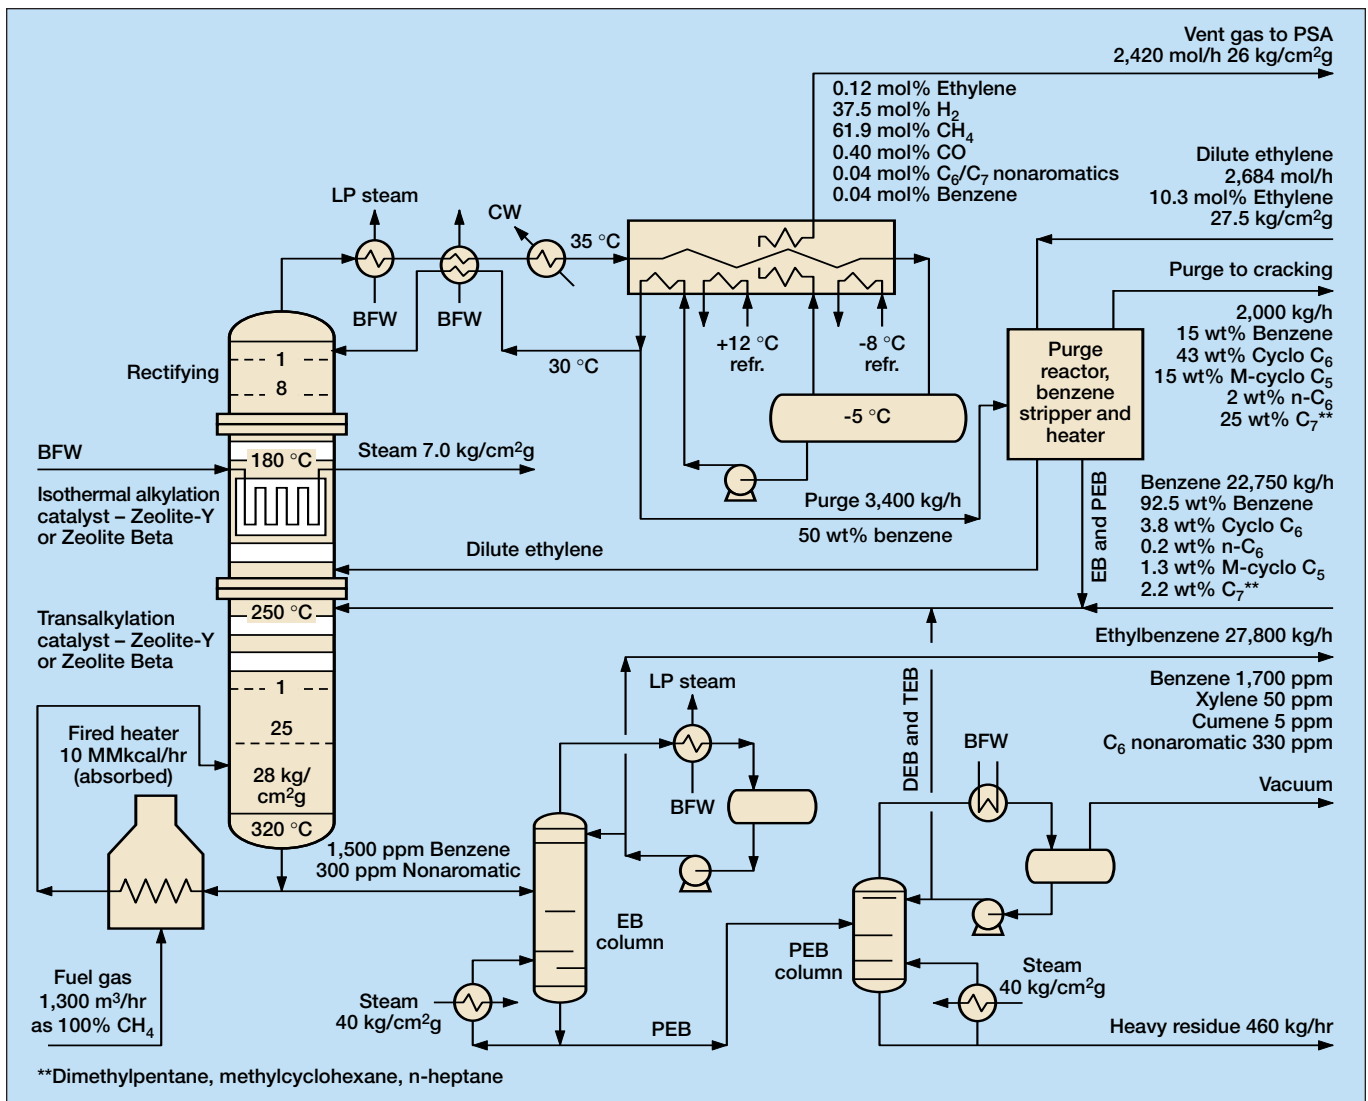 Vent gas to PSA
2,420 mol/h 26 kg/cm²g
0.12 mol% Ethylene
37.5 mol% H₂
61.9 mol% CH₄
0.40 mol% CO
0.04 mol% C₆/C₇ nonaromatics
0.04 mol% Benzene
Dilute ethylene
2,684 mol/h
10.3 mol% Ethylene
27.5 kg/cm²g
LP steam
CW
35 °C
BFW
BFW
+12 °C
refr.
-8 °C
refr.
30 °C
Purge to cracking
2,000 kg/h
15 wt% Benzene
43 wt% Cyclo C₆
15 wt% M-cyclo C₅
2 wt% n-C₆
25 wt% C₇**
Purge
reactor,
benzene
stripper and
heater
Rectifying
1
8
-5 °C
BFW
180 °C
Steam 7.0 kg/cm²g
Isothermal alkylation
catalyst – Zeolite-Y
or Zeolite Beta
Purge 3,400 kg/h
50 wt% benzene
EB and PEB
Benzene 22,750 kg/h
92.5 wt% Benzene
3.8 wt% Cyclo C₆
0.2 wt% n-C₆
1.3 wt% M-cyclo C₅
2.2 wt% C₇**
Dilute ethylene
Transalkylation
catalyst – Zeolite-Y
or Zeolite Beta
250 °C
1
25
28 kg/
cm²g
320 °C
Ethylbenzene 27,800 kg/h
Benzene 1,700 ppm
Xylene 50 ppm
Cumene 5 ppm
C₆ nonaromatic 330 ppm
LP steam
BFW
DEB and TEB
BFW
Vacuum
Fired heater
10 MMkcal/hr
(absorbed)
1,500 ppm Benzene
300 ppm Nonaromatic
EB
column
PEB
column
Fuel gas
1,300 m³/hr
as 100% CH₄
Steam
40 kg/cm²g
PEB
Steam
40 kg/cm²g
Heavy residue 460 kg/hr
**Dimethylpentane, methylcyclohexane, n-heptane